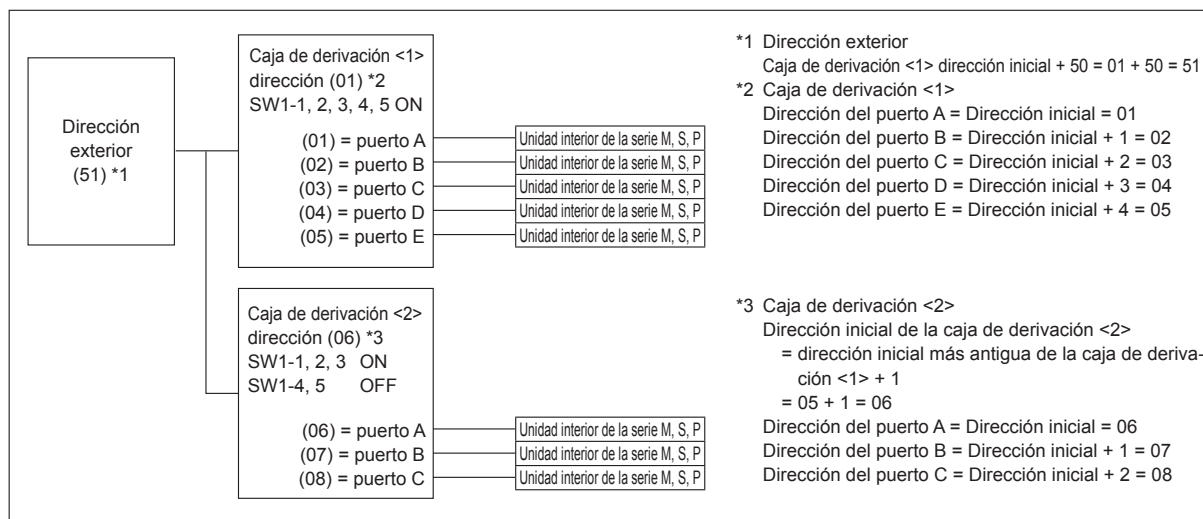 Dirección
exterior
(51) *1
Caja de derivación <1>
dirección (01) *2
SW1-1, 2, 3, 4, 5 ON
(01) = puerto A
(02) = puerto B
(03) = puerto C
(04) = puerto D
(05) = puerto E
Unidad interior de la serie M, S, P
Unidad interior de la serie M, S, P
Unidad interior de la serie M, S, P
Unidad interior de la serie M, S, P
Unidad interior de la serie M, S, P
Caja de derivación <2>
dirección (06) *3
SW1-1, 2, 3 ON
SW1-4, 5 OFF
(06) = puerto A
(07) = puerto B
(08) = puerto C
Unidad interior de la serie M, S, P
Unidad interior de la serie M, S, P
Unidad interior de la serie M, S, P
*1 Dirección exterior
Caja de derivación <1> dirección inicial + 50 = 01 + 50 = 51
*2 Caja de derivación <1>
Dirección del puerto A = Dirección inicial = 01
Dirección del puerto B = Dirección inicial + 1 = 02
Dirección del puerto C = Dirección inicial + 2 = 03
Dirección del puerto D = Dirección inicial + 3 = 04
Dirección del puerto E = Dirección inicial + 4 = 05
*3 Caja de derivación <2>
Dirección inicial de la caja de derivación <2>
= dirección inicial más antigua de la caja de deriva-
ción <1> + 1
= 05 + 1 = 06
Dirección del puerto A = Dirección inicial = 06
Dirección del puerto B = Dirección inicial + 1 = 07
Dirección del puerto C = Dirección inicial + 2 = 08